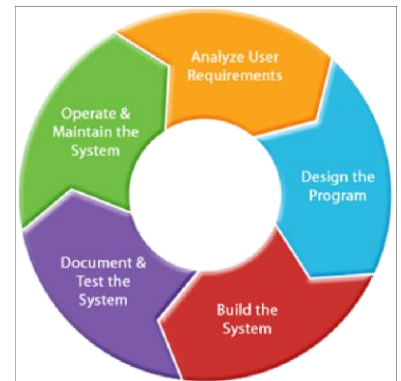 Analyze User
Requirements
Design the
Program
Build the
System
Document &
Test the
System
Operate &
Maintain the
System